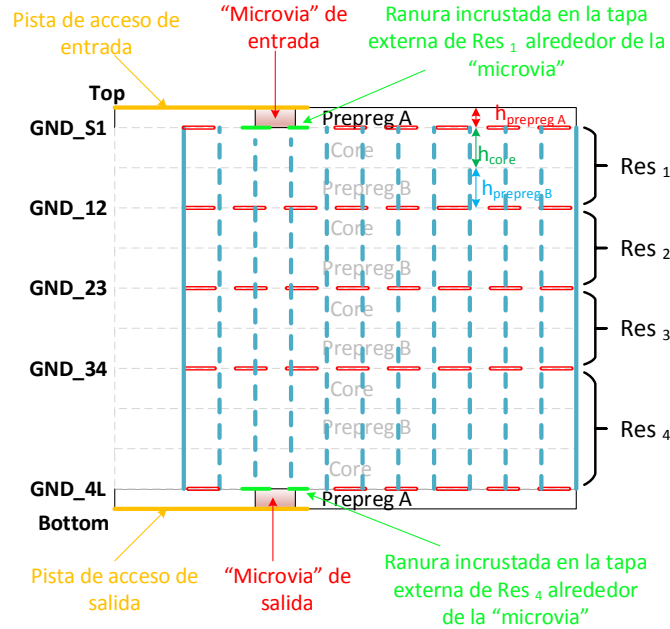 Pista de acceso de
entrada
“Microvia” de
entrada
Ranura incrustada en la tapa
externa de Res 1 alrededor de la
“microvia”
Top
Prepreg A
hprepreg A
GND_S1
Core
hcore
Prepreg B
hprepreg B
Res 1
GND_12
Core
Prepreg B
Res 2
GND_23
Core
Prepreg B
Res 3
GND_34
Core
Prepreg B
Core
Res 4
GND_4L
Prepreg A
Bottom
Pista de acceso de
salida
“Microvia” de
salida
Ranura incrustada en la tapa
externa de Res 4 alrededor
de la “microvia”